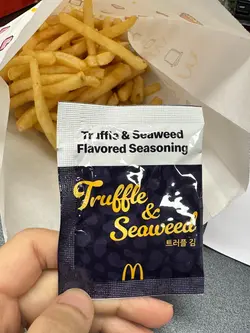 Truffle & Seaweed
Flavored Seasoning
Truffle
&
Seaweed
트러플 김